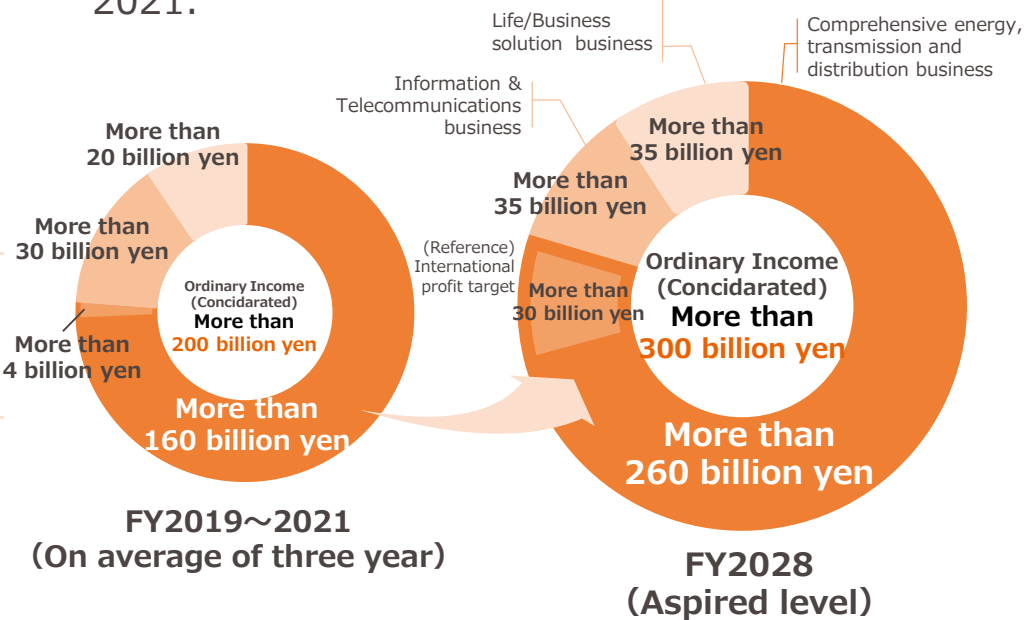 2021.
Life/Business
solution business
Comprehensive energy,
transmission and
distribution business
Information &
Telecommunications
business
More than
20 billion yen
More than
30 billion yen
More than
4 billion yen
Ordinary Income
(Concidarated)
More than
200 billion yen
More than
160 billion yen
FY2019～2021
(On average of three year)
More than
35 billion yen
More than
35 billion yen
(Reference)
International
profit target
More than
30 billion yen
Ordinary Income
(Concidarated)
More than
300 billion yen
More than
260 billion yen
FY2028
(Aspired level)